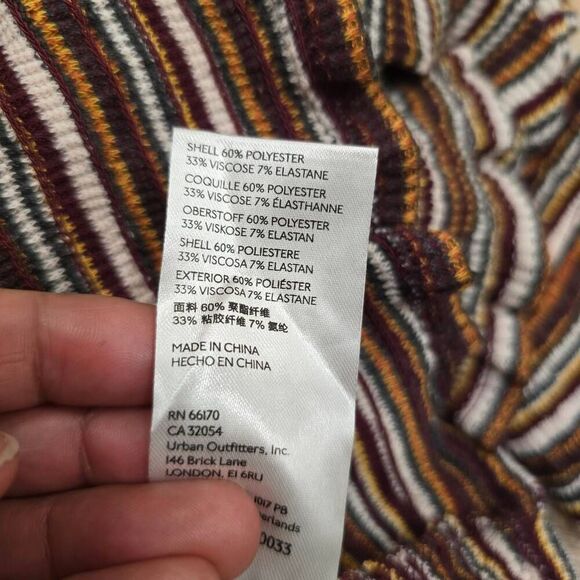 SHELL 60% POLYESTER
33% VISCOSE 7% ELASTANE
COQUILLE 60% POLYESTER
33% VISCOSE 7% ÉLASTHANNE
OBERSTOFF 60% POLYESTER
33% VISKOSE 7% ELASTAN
SHELL 60% POLIESTERE
33% VISCOSA 7% ELASTAN
EXTERIOR 60% POLIÉSTER
33% VISCOSA 7% ELASTANE
面料 60% 聚酯纤维
33% 粘胶纤维 7% 氨纶
MADE IN CHINA
HECHO EN CHINA
RN 66170
CA 32054
Urban Outfitters, Inc.
146 Brick Lane
LONDON, E1 6RU
1017 PB
0033